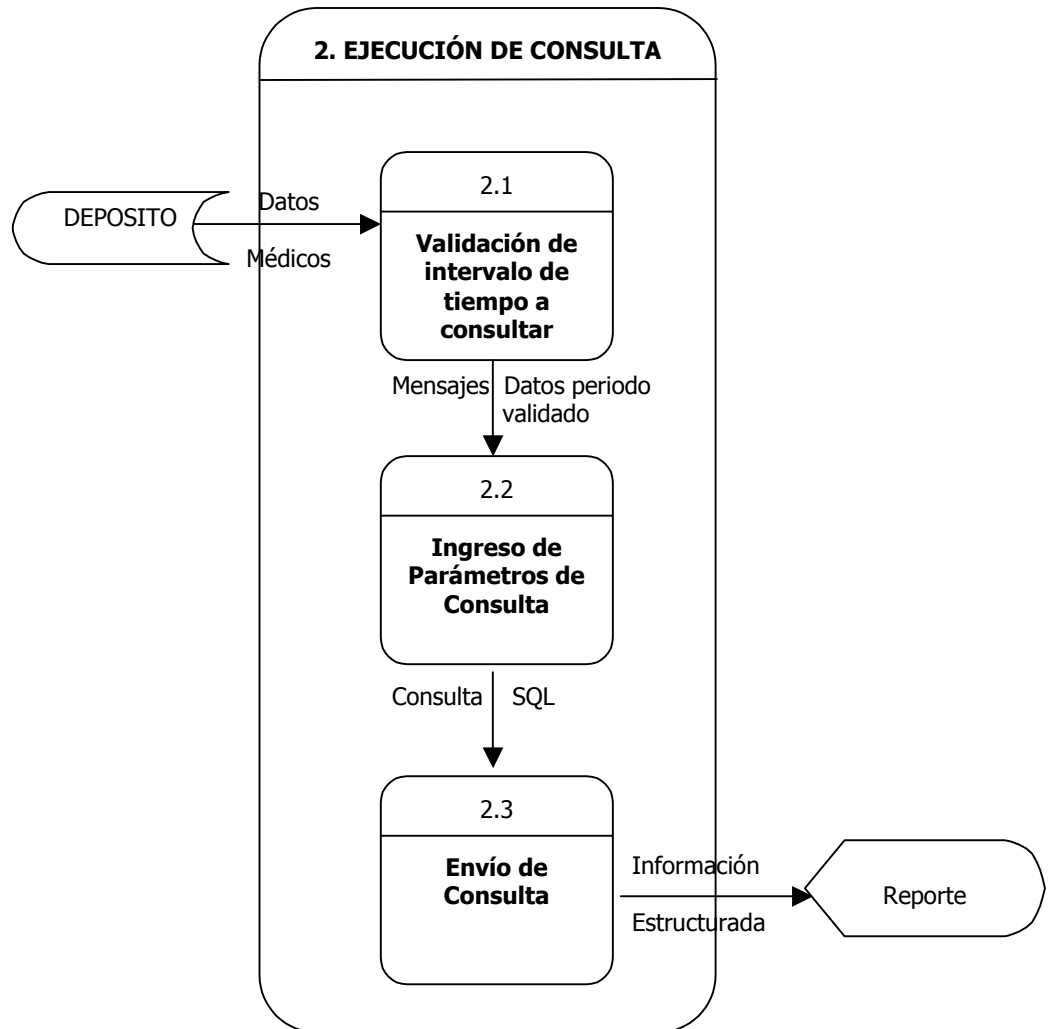 2. EJECUCIÓN DE CONSULTA
2.1
DEPOSITO
Datos
Médicos
Validación de
intervalo de
tiempo a
consultar
Mensajes
Datos periodo
validado
2.2
Ingreso de
Parámetros de
Consulta
Consulta
SQL
2.3
Envío de
Consulta
Información
Estructurada
Reporte